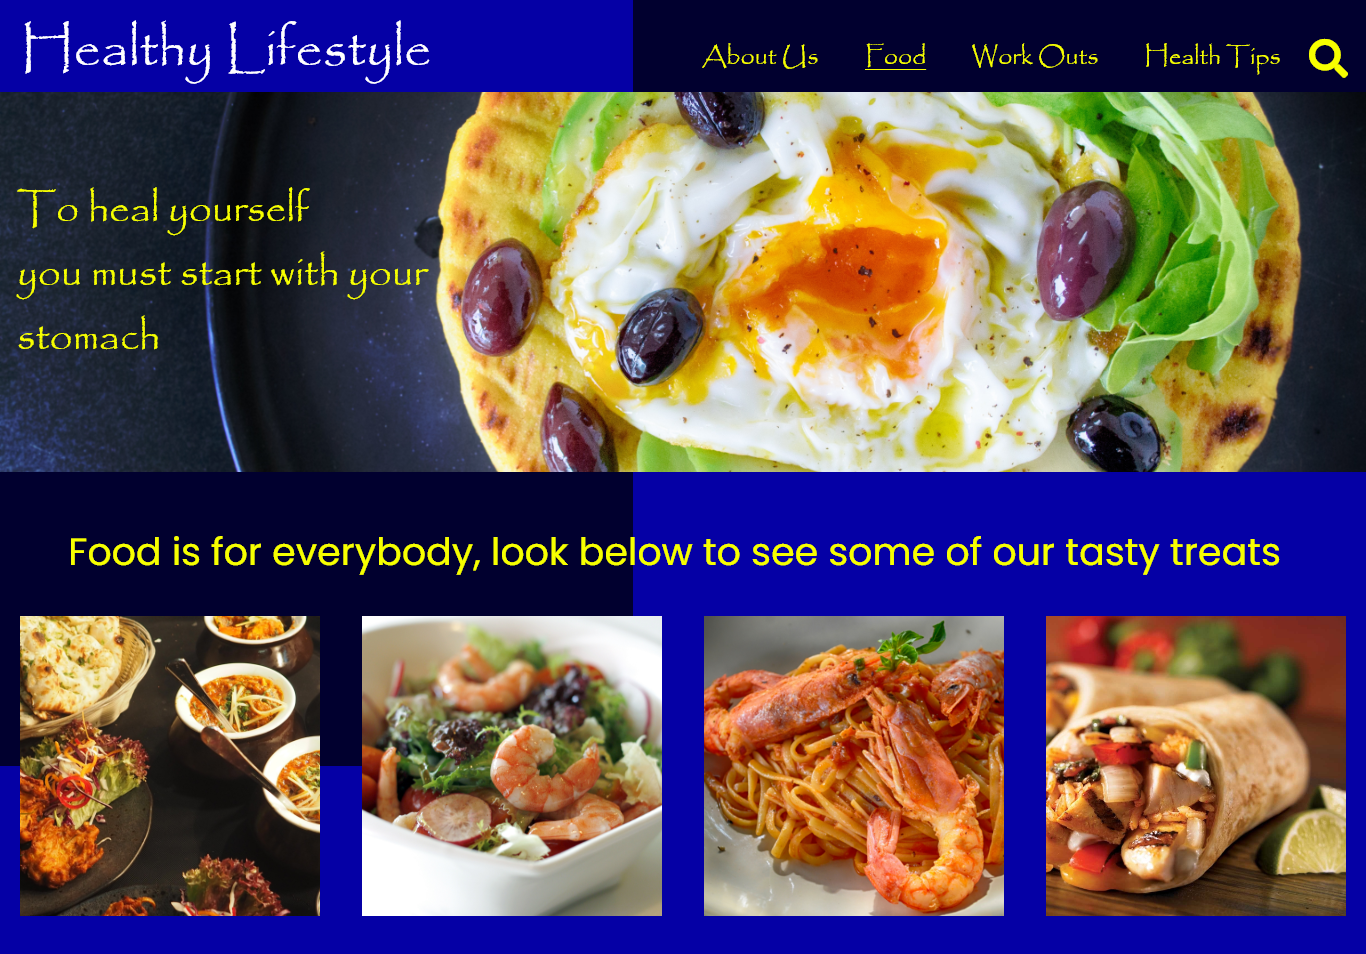 Healthy Lifestyle
About Us
Food
Work Outs
Health Tips
To heal yourself
you must start with your
stomach
Food is for everybody, look below to see some of our tasty treats